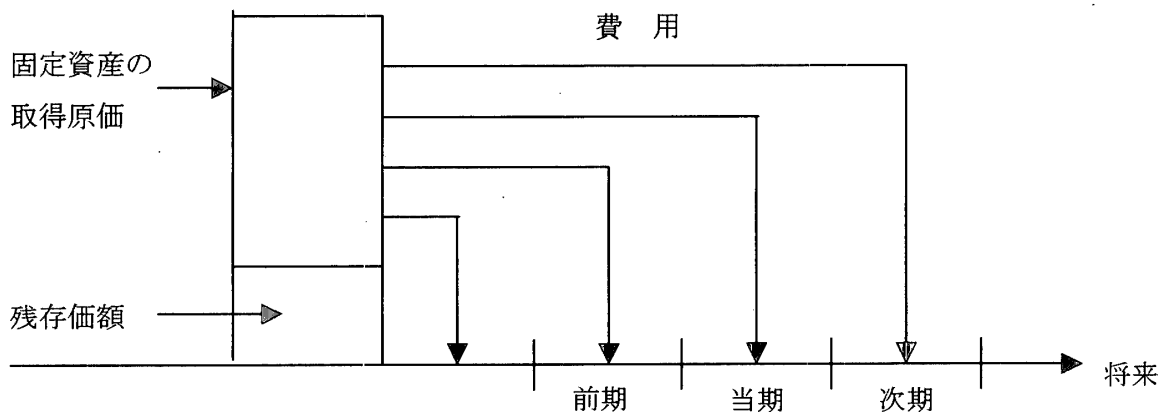 費 用
固定資産の
取得原価
残存価額
前期
当期
次期
将来